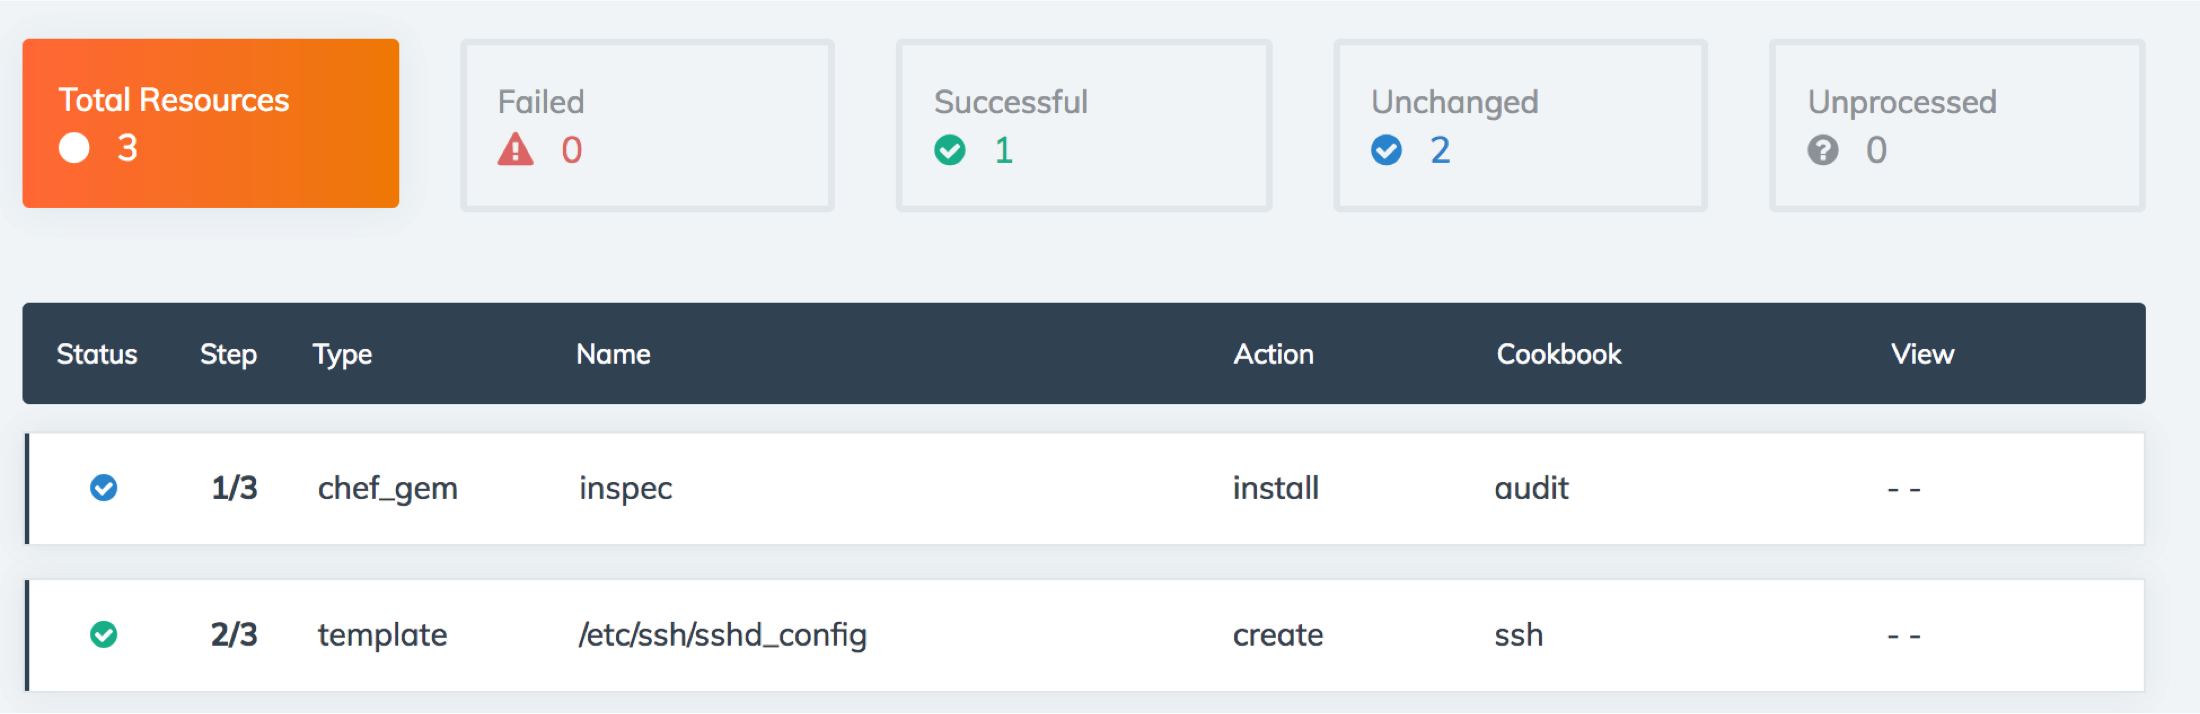 Total Resources
3
Failed
0
Successful
1
Unchanged
2
Unprocessed
0
Status Step Type Name Action Cookbook View
1/3 chef_gem inspec install audit - -
2/3 template /etc/ssh/sshd_config create ssh - -